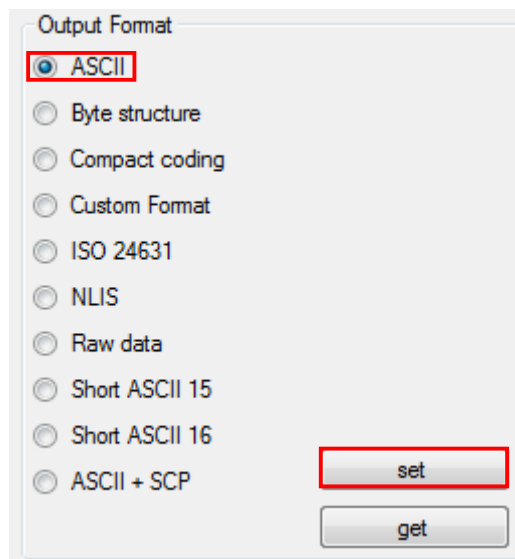 Output Format
ASCII
Byte structure
Compact coding
Custom Format
ISO 24631
NLIS
Raw data
Short ASCII 15
Short ASCII 16
ASCII + SCP
set
get